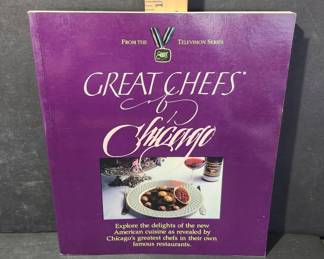 FROM THE TELEVISION SERIES
GREAT CHEFS®
of
Chicago
Explore the delights of the new
American cuisine as revealed by
Chicago's greatest chefs in their own
famous restaurants.